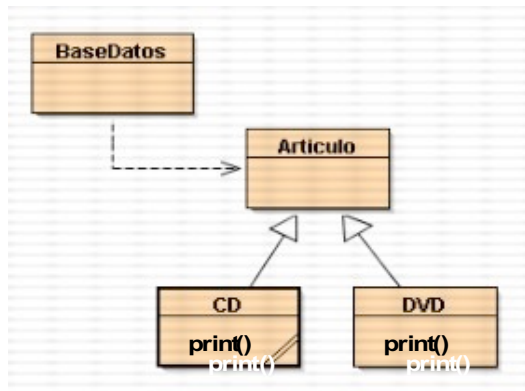 BaseDatos
Articulo
CD
DVD
print()
print()
print()
print()